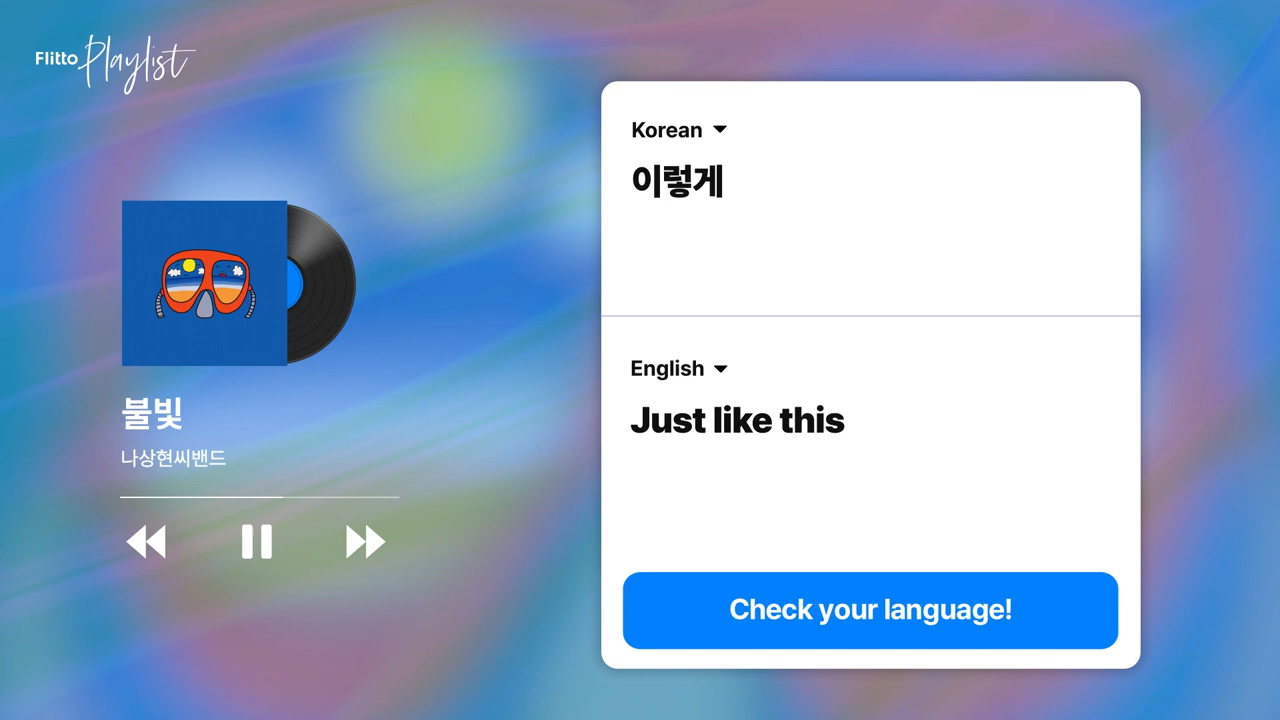 Flitto Playlist
불빛
나상현씨밴드
Korean
이렇게
English
Just like this
Check your language!